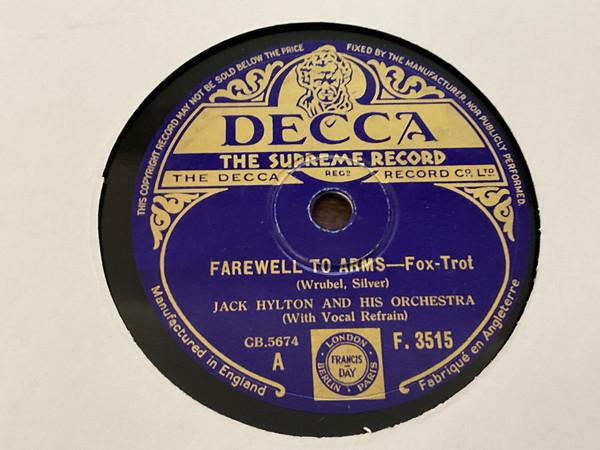 THIS COPYRIGHT RECORD MAY NOT BE SOLD BELOW THE PRICE FIXED BY THE MANUFACTURER, NOR PUBLICLY PERFORMED.
DECCA
THE SUPREME RECORD
THE DECCA REGD RECORD CO. LTD
FAREWELL TO ARMS—Fox-Trot
(Wrubel, Silver)
JACK HYLTON AND HIS ORCHESTRA
(With Vocal Refrain)
GB.5674
A
F. 3515
LONDON
FRANCIS
DAY
BERLIN PARIS
Manufactured in England
Fabriqué en Angleterre